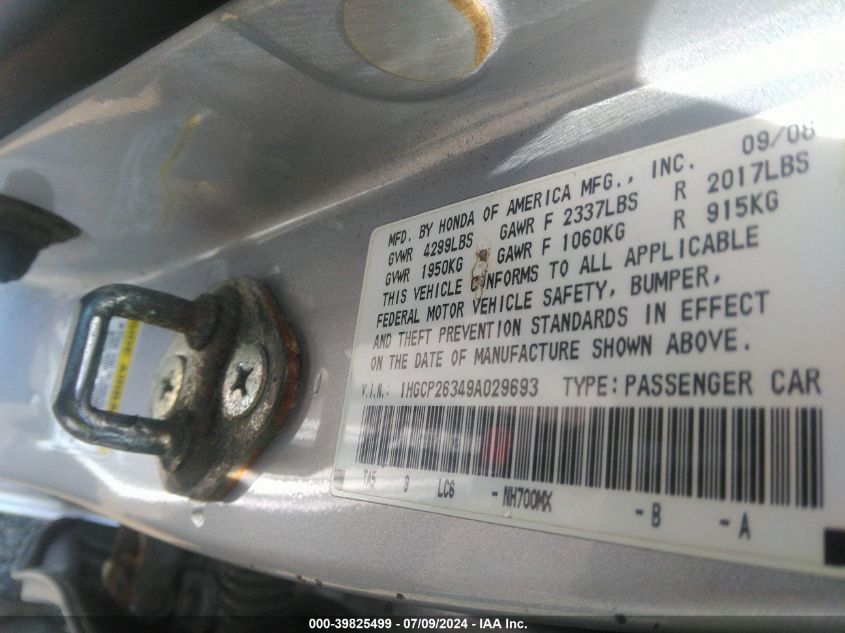 09/08
MFD. BY HONDA OF AMERICA MFG., INC.
GVWR 4299LBS GAWR F 2337LBS R 2017LBS
GVWR 1950KG GAWR F 1060KG R 915KG
THIS VEHICLE CONFORMS TO ALL APPLICABLE
FEDERAL MOTOR VEHICLE SAFETY, BUMPER,
AND THEFT PREVENTION STANDARDS IN EFFECT
ON THE DATE OF MANUFACTURE SHOWN ABOVE.
V.I.N.: 1HGCP26349A029693 TYPE: PASSENGER CAR
TA5 9 LC6 -NH700MX -B -A
000-39825499 - 07/09/2024 - IAA Inc.